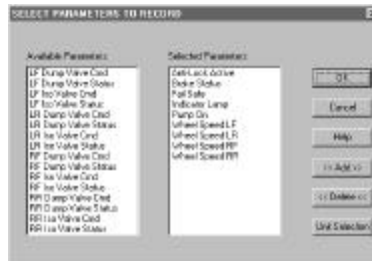 SELECT PARAMETERS TO RECORD
Available Parameters
LF Dump Valve Cmd
LF Dump Valve Status
LF Iso Valve Cmd
LF Iso Valve Status
LR Dump Valve Cmd
LR Dump Valve Status
LR Iso Valve Cmd
LR Iso Valve Status
RF Dump Valve Cmd
RF Dump Valve Status
RF Iso Valve Cmd
RF Iso Valve Status
RR Dump Valve Cmd
RR Dump Valve Status
RR Iso Valve Cmd
RR Iso Valve Status
Selected Parameters
Anti-Lock Active
Brake Status
Fail Safe
Indicator Lamp
Pump On
Wheel Speed LF
Wheel Speed LR
Wheel Speed RF
Wheel Speed RR
OK
Cancel
Help
>> Add >>
<< Delete <<
Unit Selection